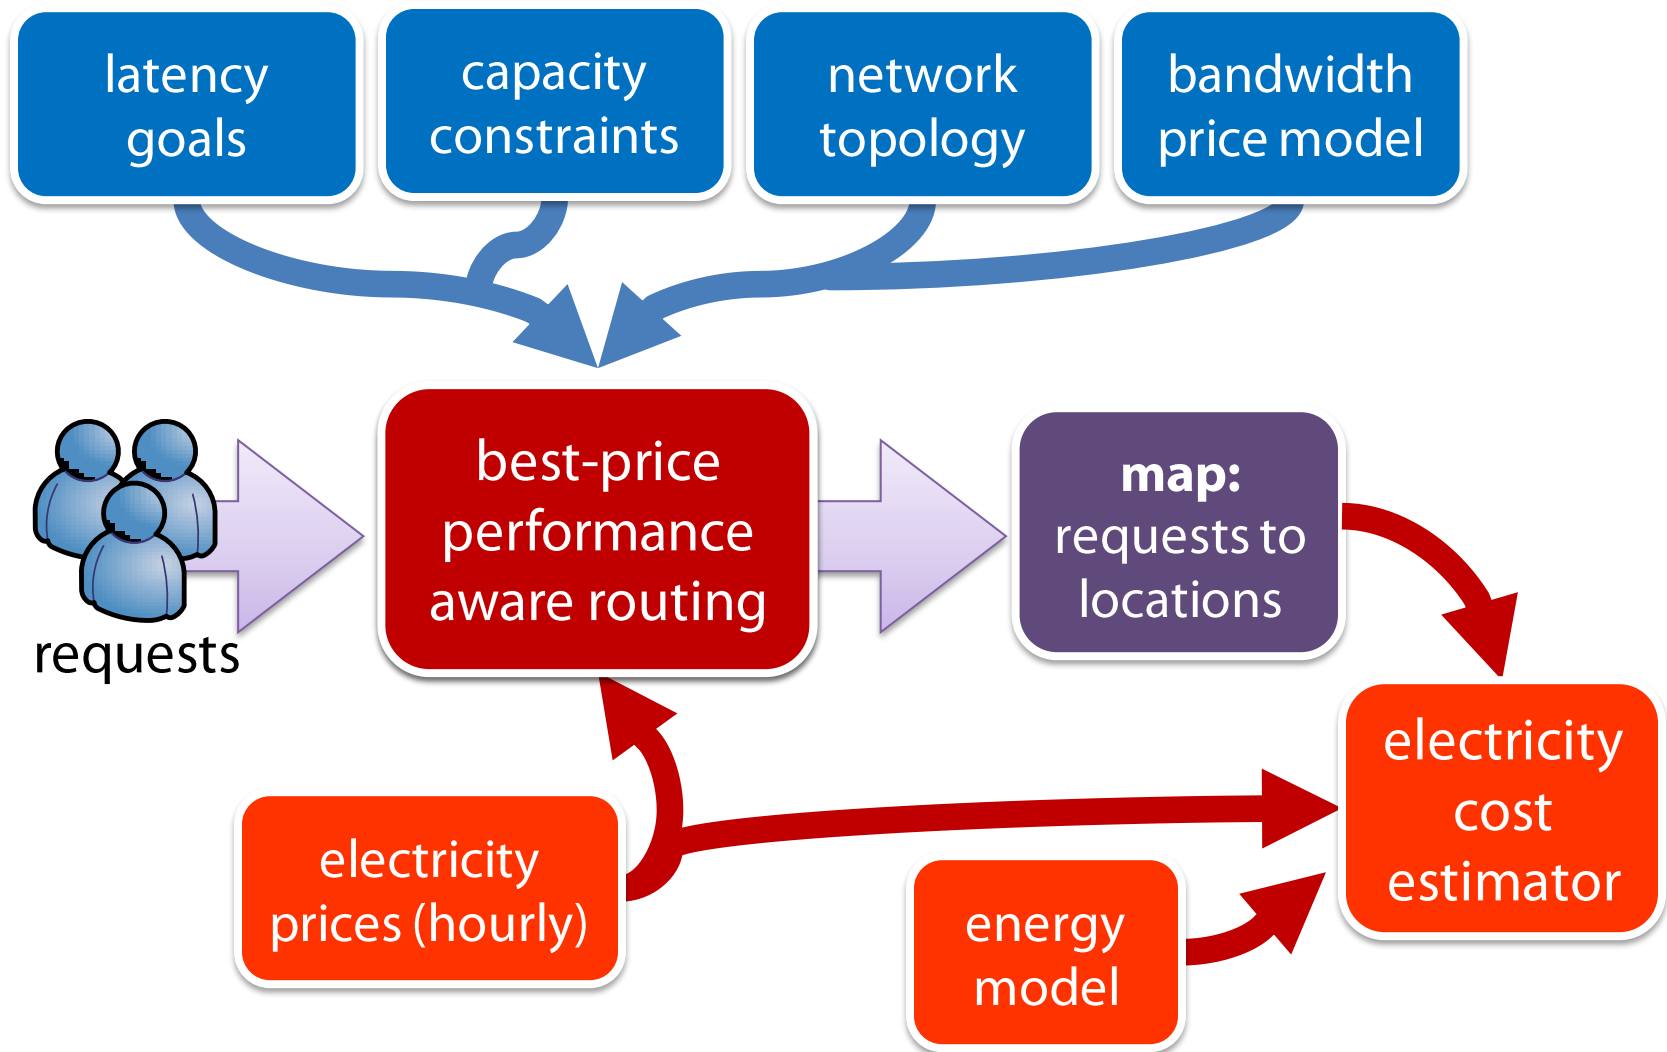 latency
goals
capacity
constraints
network
topology
bandwidth
price model
requests
best-price
performance
aware routing
map:
requests to
locations
electricity
prices (hourly)
energy
model
electricity
cost
estimator